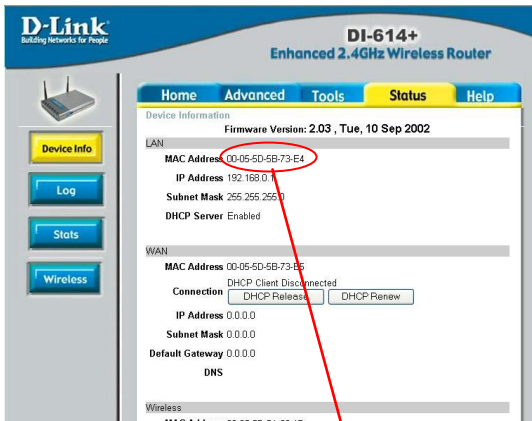 D-Link
Building Networks for People
DI-614+
Enhanced 2.4GHz Wireless Router
Home Advanced Tools Status Help
Device Info
Log
Stats
Wireless
Device Information
Firmware Version: 2.03 , Tue, 10 Sep 2002
LAN
MAC Address 00-05-5D-5B-73-E4
IP Address 192.168.0.1
Subnet Mask 255.255.255.0
DHCP Server Enabled
WAN
MAC Address 00-05-5D-5B-73-E5
Connection DHCP Client Disconnected
DHCP Release DHCP Renew
IP Address 0.0.0.0
Subnet Mask 0.0.0.0
Default Gateway 0.0.0.0
DNS
Wireless